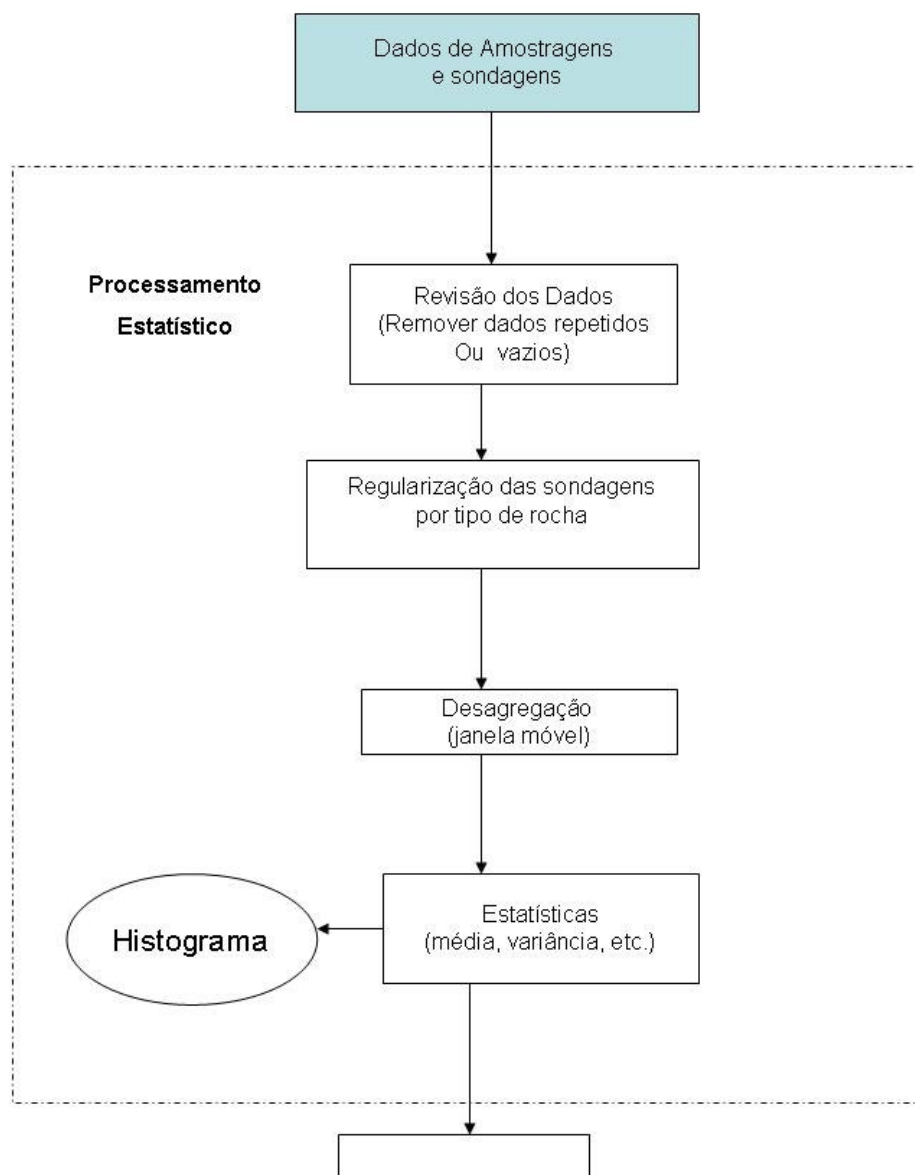 Dados de Amostragens
e sondagens
Processamento
Estatístico
Revisão dos Dados
(Remover dados repetidos
Ou vazios)
Regularização das sondagens
por tipo de rocha
Desagregação
(janela móvel)
Histograma
Estatísticas
(média, variância, etc.)